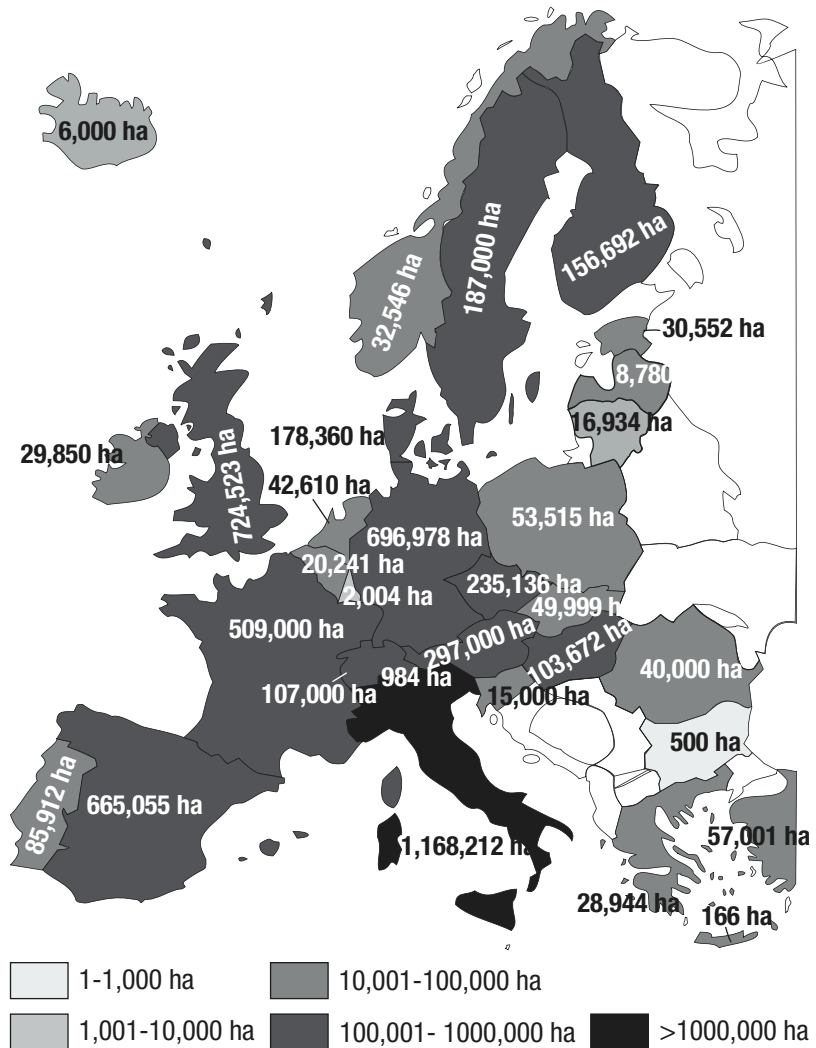 6,000 ha
156,692 ha
187,000 ha
32,546 ha
30,552 ha
8,780
16,934 ha
178,360 ha
29,850 ha
724,523 ha
42,610 ha
53,515 ha
696,978 ha
20,241 ha
235,136 ha
2,004 ha
49,999 h
509,000 ha
297,000 ha
103,672 ha
40,000 ha
984 ha
107,000 ha
15,000 ha
500 ha
85,912 ha
665,055 ha
1,168,212 ha
57,001 ha
28,944 ha
166 ha
1-1,000 ha
10,001-100,000 ha
1,001-10,000 ha
100,001- 1000,000 ha
>1000,000 ha